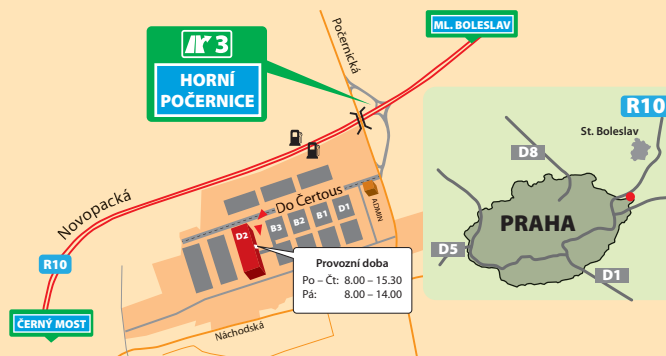 ML. BOLESLAV
Počernická
3
HORNÍ
POČERNICE
R10
St. Boleslav
D8
PRAHA
D5
D1
Novopacká
Do Čertous
D2
B3
B2
B1
D1
ADMIN
R10
Provozní doba
Po – Čt: 8.00 – 15.30
Pá: 8.00 – 14.00
ČERNÝ MOST
Náchodská